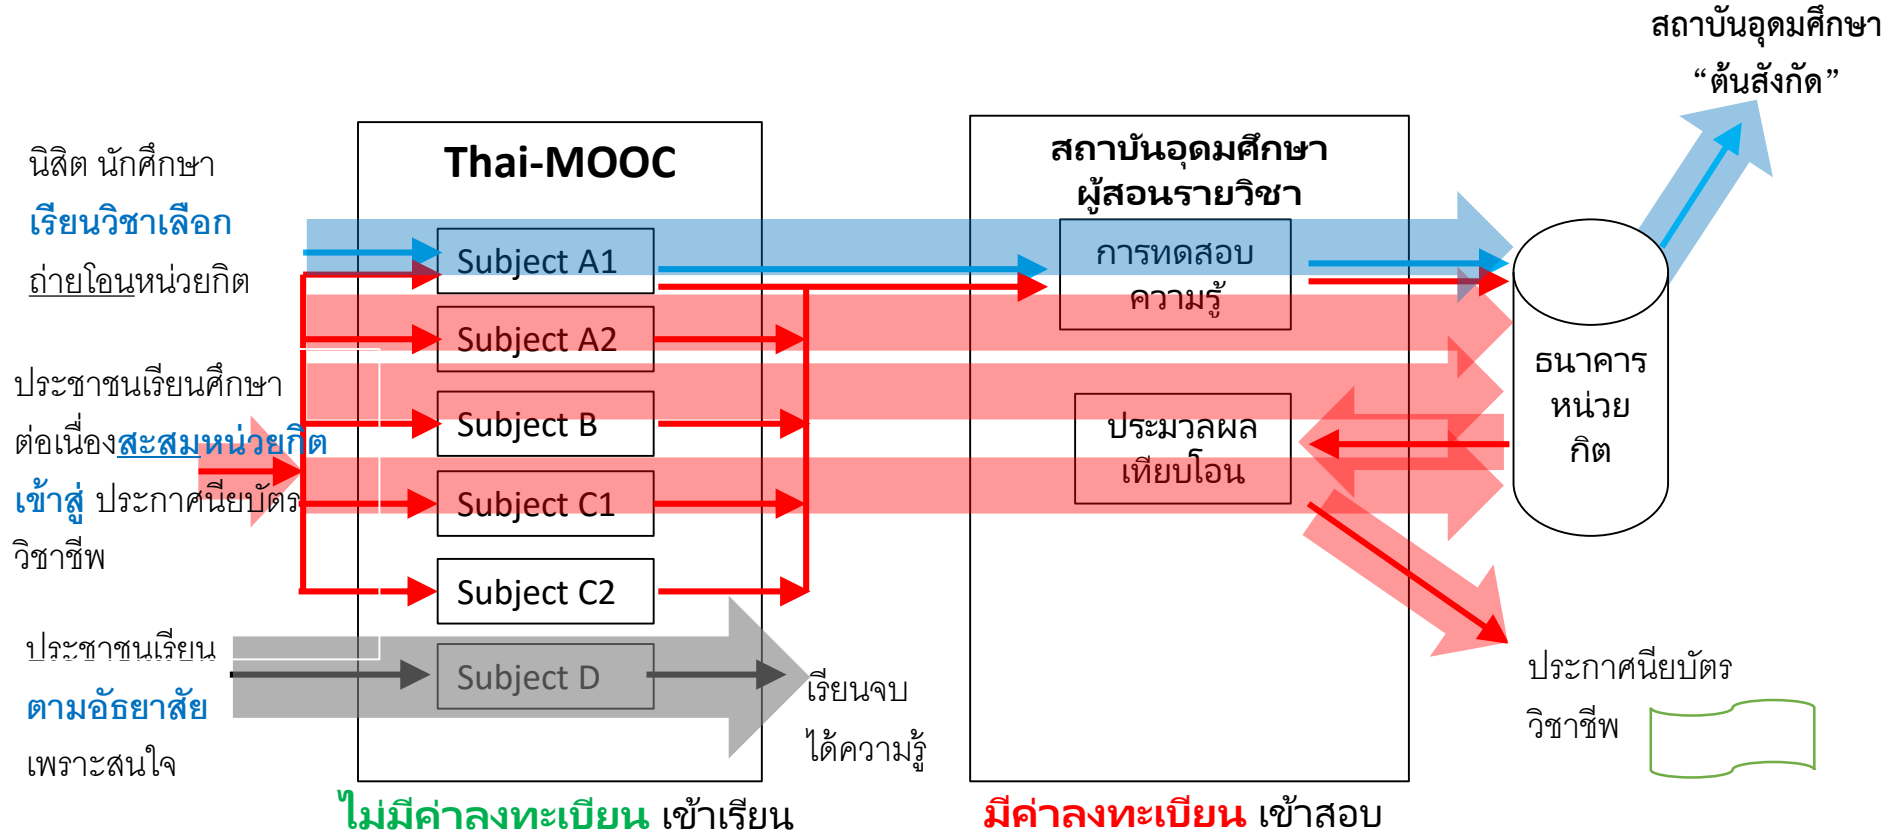 สถาบันอุดมศึกษา
“ต้นสังกัด”
นิสิต นักศึกษา
เรียนวิชาเลือก
ถ่ายโอนหน่วยกิต
ประชาชนเรียนศึกษา
ต่อเนื่องสะสมหน่วยกิต
เข้าสู่ ประกาศนียบัตร
วิชาชีพ
ประชาชนเรียน
ตามอัธยาศัย
เพราะสนใจ
Thai-MOOC
Subject A1
Subject A2
Subject B
Subject C1
Subject C2
Subject D
เรียนจบ
ได้ความรู้
ไม่มีค่าลงทะเบียน เข้าเรียน
สถาบันอุดมศึกษา
ผู้สอนรายวิชา
การทดสอบ
ความรู้
ประมวลผล
เทียบโอน
มีค่าลงทะเบียน เข้าสอบ
ธนาคาร
หน่วย
กิต
ประกาศนียบัตร
วิชาชีพ